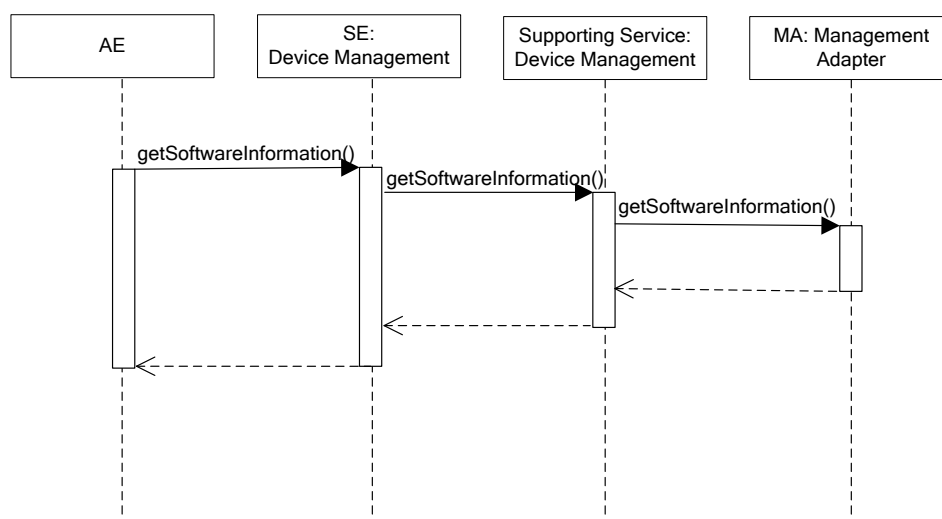 AE
SE:
Device Management
Supporting Service:
Device Management
MA: Management
Adapter
getSoftwareInformation()
getSoftwareInformation()
getSoftwareInformation()